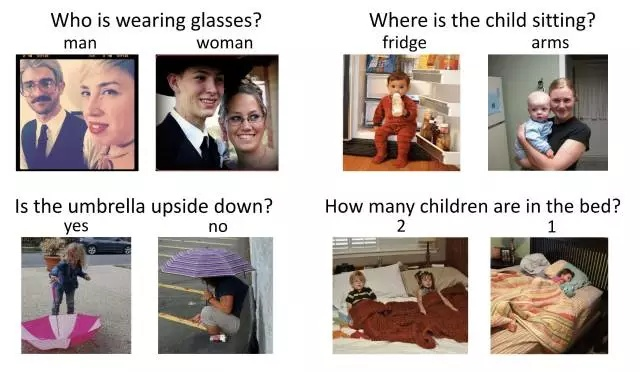 Who is wearing glasses?
man woman
Where is the child sitting?
fridge arms
Is the umbrella upside down?
yes no
How many children are in the bed?
2 1